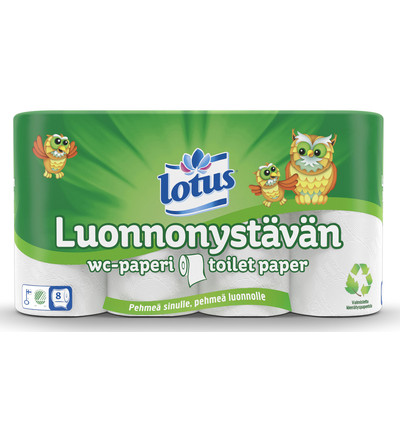 lotus
Luonnonystävän
wc-paperi toilet paper
Pehmeä sinulle, pehmeä luonnolle
8